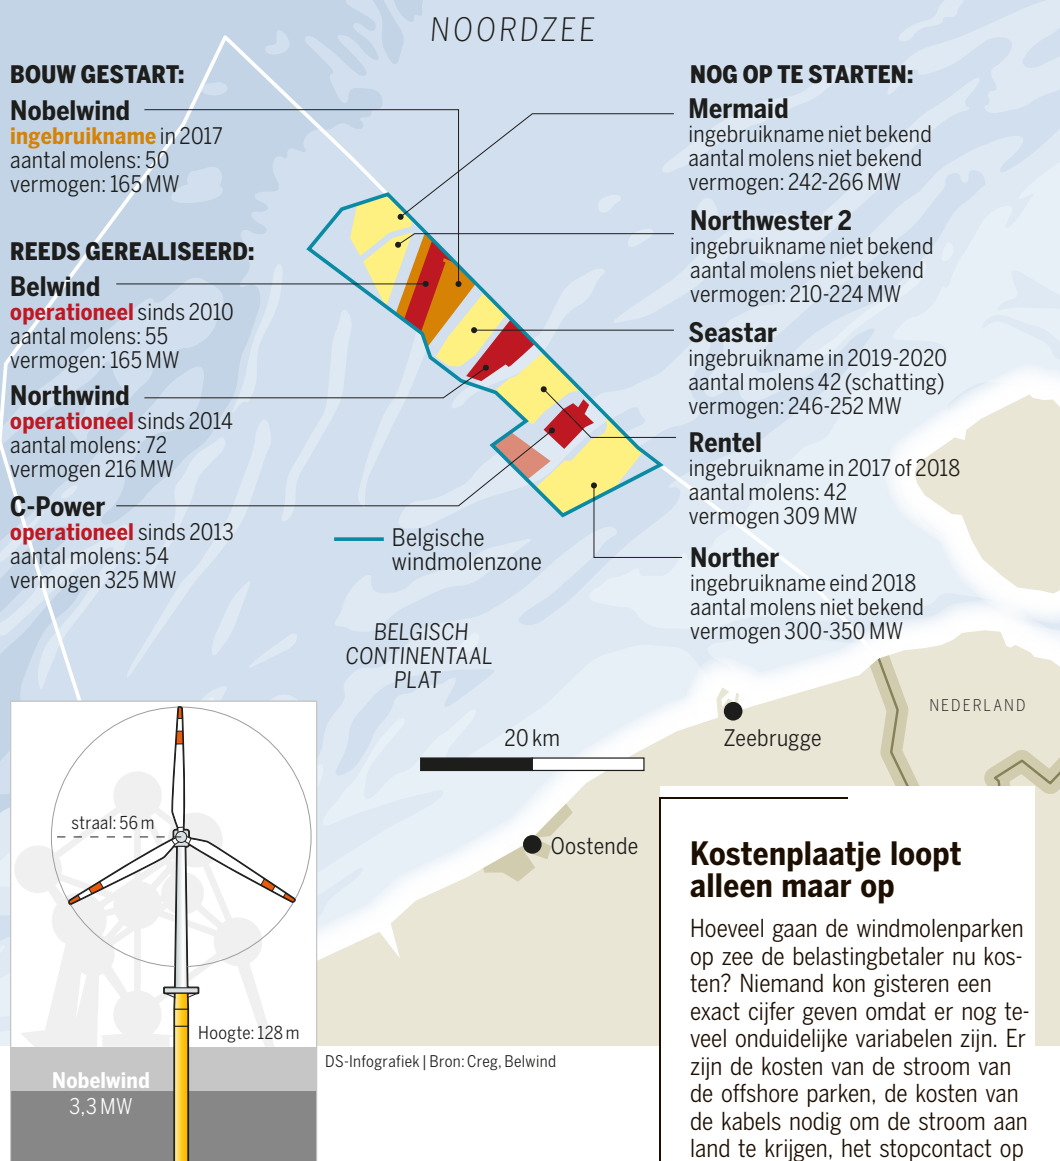 NOORDZEE
BOUW GESTART:
Nobelwind
ingebruikname in 2017
aantal molens: 50
vermogen: 165 MW
REEDS GEREALISEERD:
Belwind
operationeel sinds 2010
aantal molens: 55
vermogen: 165 MW
Northwind
operationeel sinds 2014
aantal molens: 72
vermogen 216 MW
C-Power
operationeel sinds 2013
aantal molens: 54
vermogen 325 MW
NOG OP TE STARTEN:
Mermaid
ingebruikname niet bekend
aantal molens niet bekend
vermogen: 242-266 MW
Northwester 2
ingebruikname niet bekend
aantal molens niet bekend
vermogen: 210-224 MW
Seastar
ingebruikname in 2019-2020
aantal molens 42 (schatting)
vermogen: 246-252 MW
Rentel
ingebruikname in 2017 of 2018
aantal molens: 42
vermogen 309 MW
Norther
ingebruikname eind 2018
aantal molens niet bekend
vermogen 300-350 MW
Belgische
windmolenzone
BELGISCH
CONTINENTAAL
PLAT
NEDERLAND
20 km
Zeebrugge
Oostende
straal: 56 m
Hoogte: 128 m
Nobelwind
3,3 MW
DS-Infografiek | Bron: Creg, Belwind
Kostenplaatje loopt
alleen maar op
Hoeveel gaan de windmolenparken
op zee de belastingbetaler nu kos-
ten? Niemand kon gisteren een
exact cijfer geven omdat er nog te-
veel onduidelijke variabelen zijn. Er
zijn de kosten van de stroom van
de offshore parken, de kosten van
de kabels nodig om de stroom aan
land te krijgen, het stopcontact op